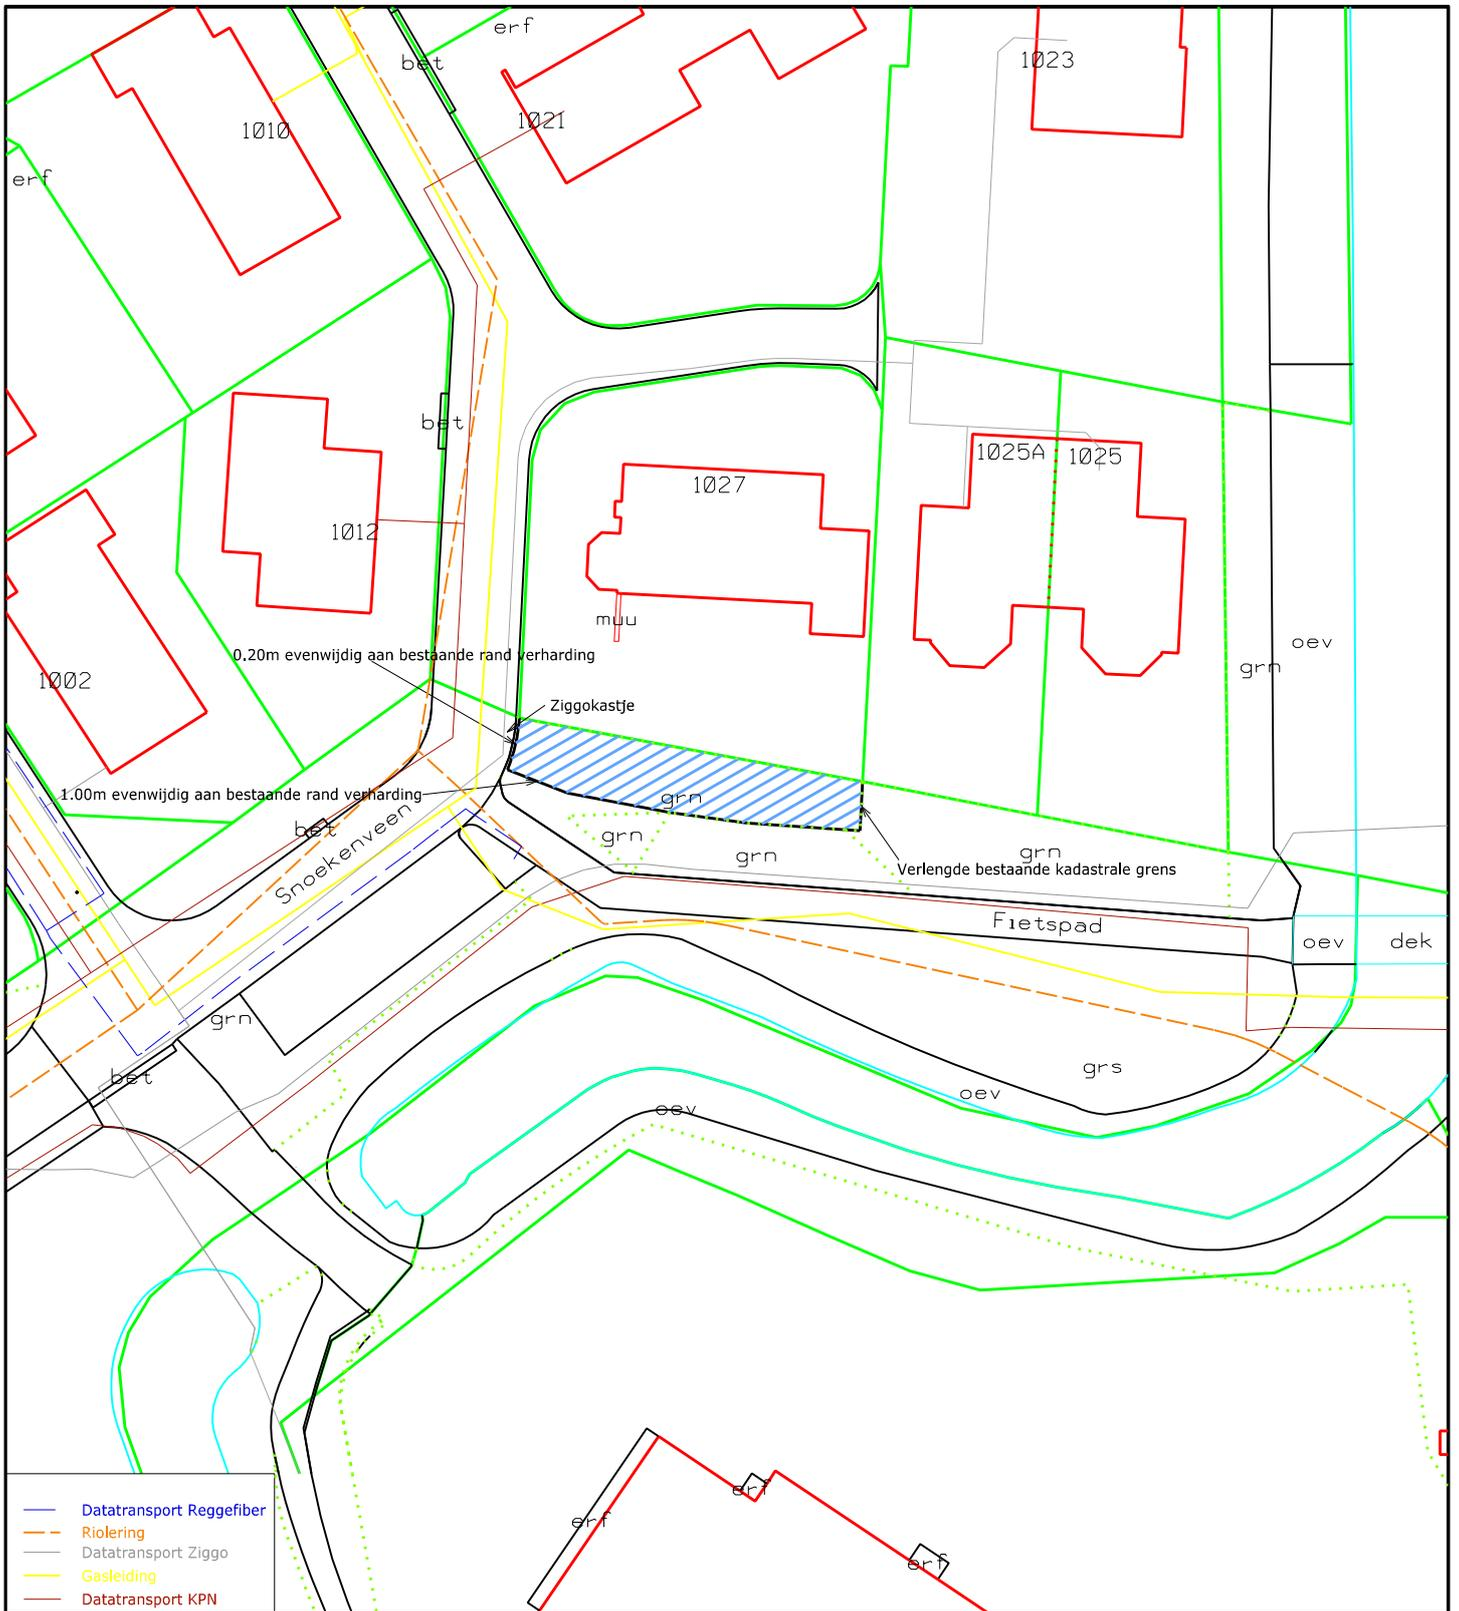 erf
bet
1023
1021
1010
erf
bet
1025A
1025
1027
1012
muu
oev
0.20m evenwijdig aan bestaande rand verharding
grn
1002
Ziggokastje
1.00m evenwijdig aan bestaande rand verharding
grn
bet
grn
Snoekenveen
grn
grn
Verlengde bestaande kadastrale grens
Fietspad
oev
dek
grn
grs
bet
oev
oev
erf
erf
erf
Datatransport Reggefiber
Riolering
Datatransport Ziggo
Gasleiding
Datatransport KPN